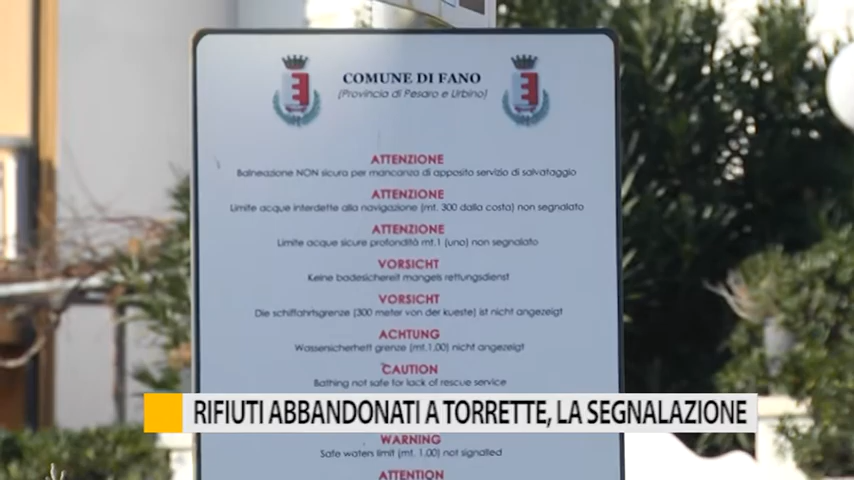 COMUNE DI FANO
(Provincia di Pesaro e Urbino)
ATTENZIONE
Balneazione NON sicura per mancanza di apposito servizio di salvataggio
ATTENZIONE
Limite acque interdette alla navigazione (mt. 300 dalla costa) non segnalato
ATTENZIONE
Limite acque sicure profondità mt.1 (uno) non segnalato
VORSICHT
Keine badesichereit mangels rettungsdienst
VORSICHT
Die schiffahrtsgrenze (300 meter von der kueste) ist nicht angezeigt
ACHTUNG
Wassersicherheit grenze (mt.1.00) nicht angezeigt
CAUTION
Bathing not safe for lack of rescue service
RIFIUTI ABBANDONATI A TORRETTE, LA SEGNALAZIONE
WARNING
Safe waters limit (mt. 1.00) not signalled
ATTENTION